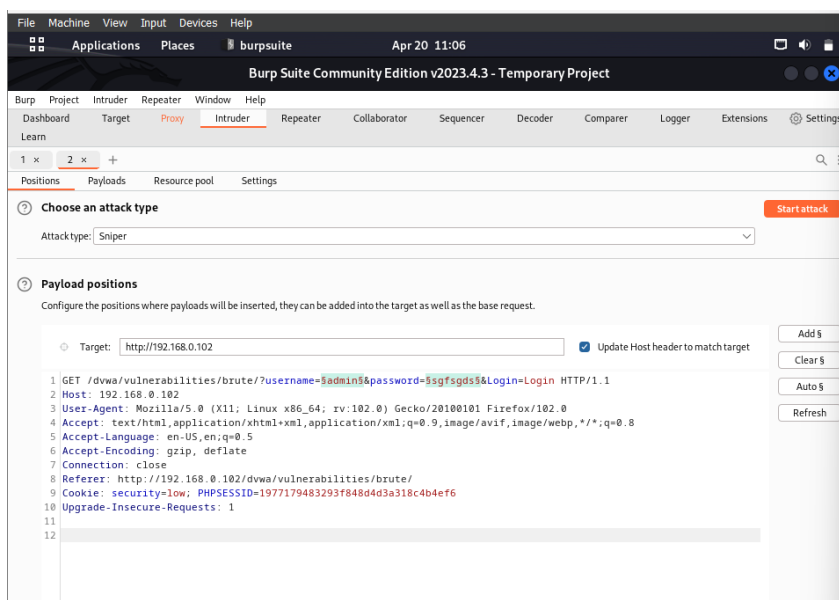 File Machine View Input Devices Help
Applications Places burpsuite Apr 20 11:06
Burp Suite Community Edition v2023.4.3 - Temporary Project
Burp Project Intruder Repeater Window Help
Dashboard Target Proxy Intruder Repeater Collaborator Sequencer Decoder Comparer Logger Extensions Settings
Learn
1 × 2 × +
Positions Payloads Resource pool Settings
? Choose an attack type
Start attack
Attack type: Sniper
? Payload positions
Configure the positions where payloads will be inserted, they can be added into the target as well as the base request.
Add §
Target: http://192.168.0.102 Update Host header to match target
Clear §
1 GET /dvwa/vulnerabilities/brute/?username=§admin§&password=§sgfsgds§&Login=Login HTTP/1.1
Auto §
2 Host: 192.168.0.102
3 User-Agent: Mozilla/5.0 (X11; Linux x86_64; rv:102.0) Gecko/20100101 Firefox/102.0
Refresh
4 Accept: text/html,application/xhtml+xml,application/xml;q=0.9,image/avif,image/webp,*/*;q=0.8
5 Accept-Language: en-US,en;q=0.5
6 Accept-Encoding: gzip, deflate
7 Connection: close
8 Referer: http://192.168.0.102/dvwa/vulnerabilities/brute/
9 Cookie: security=low; PHPSESSID=1977179483293f848d4d3a318c4b4ef6
10 Upgrade-Insecure-Requests: 1
11
12